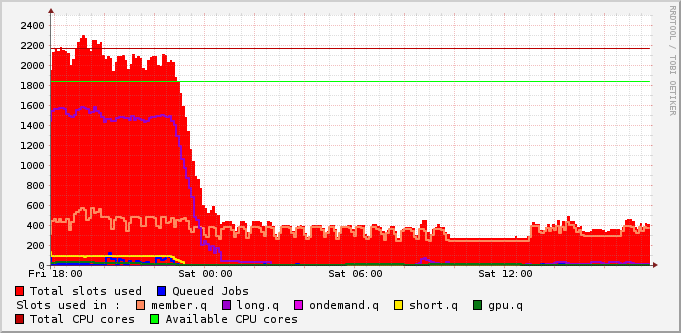 2400
2200
2000
1800
1600
1400
1200
1000
800
600
400
200
0
Fri 18:00 Sat 00:00 Sat 06:00 Sat 12:00
Total slots used Queued Jobs
Slots used in : member.q long.q ondemand.q short.q gpu.q
Total CPU cores Available CPU cores
RRDTOOL / TOBI OETIKER